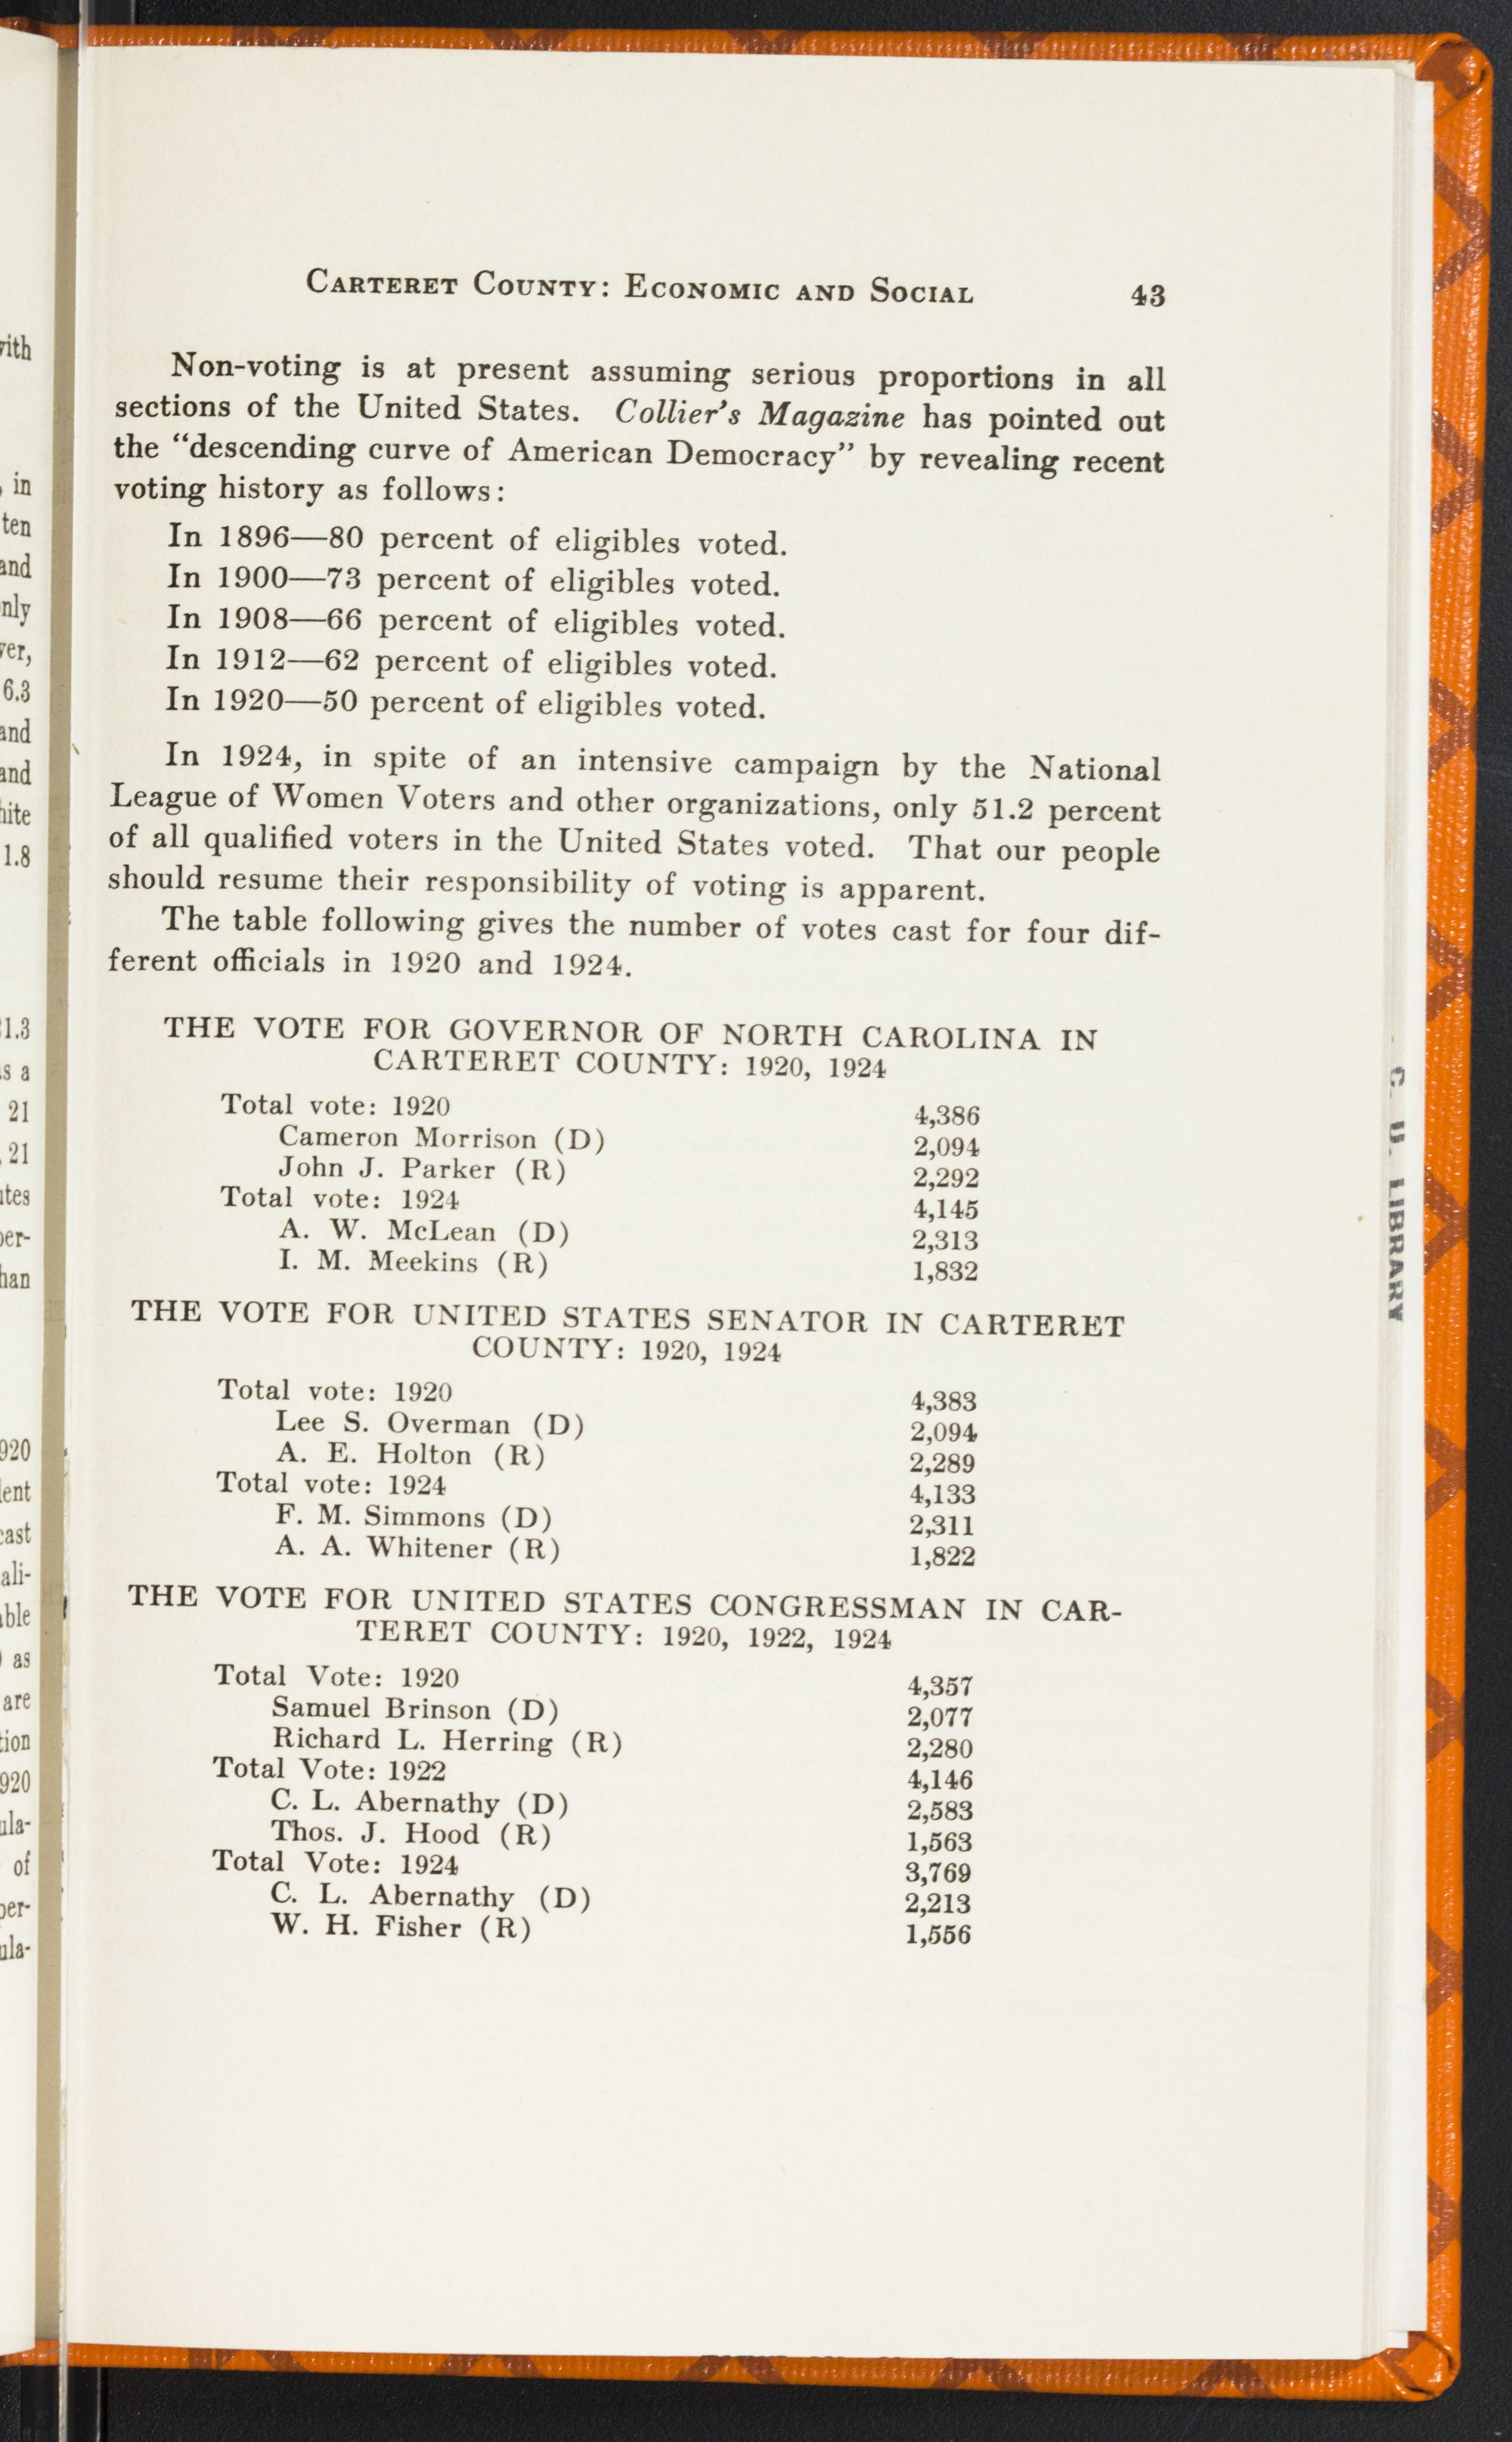 CARTERET COUNTY: ECONOMIC AND SOCIAL 43
Non-voting is at present assuming serious proportions in all
sections of the United States. Collier's Magazine has pointed out
the “descending curve of American Democracy” by revealing recent
voting history as follows:
In 1896—80 percent of eligibles voted.
In 1900—73 percent of eligibles voted.
In 1908—66 percent of eligibles voted.
In 1912—62 percent of eligibles voted.
In 1920—50 percent of eligibles voted.
In 1924, in spite of an intensive campaign by the National
League of Women Voters and other organizations, only 51.2 percent
of all qualified voters in the United States voted. That our people
should resume their responsibility of voting is apparent.
The table following gives the number of votes cast for four dif-
ferent officials in 1920 and 1924.
THE VOTE FOR GOVERNOR OF NORTH CAROLINA IN
CARTERET COUNTY: 1920, 1924
Total vote: 1920 4,386
Cameron Morrison (D) 2,094
John J. Parker (R) 2,292
Total vote: 1924 4,145
A. W. McLean (D) 2,313
I. M. Meekins (R) 1,832
THE VOTE FOR UNITED STATES SENATOR IN CARTERET
COUNTY: 1920, 1924
Total vote: 1920 4,383
Lee S. Overman (D) 2,094
A. E. Holton (R) 2,289
Total vote: 1924 4,133
F. M. Simmons (D) 2,311
A. A. Whitener (R) 1,822
THE VOTE FOR UNITED STATES CONGRESSMAN IN CAR-
TERET COUNTY: 1920, 1922, 1924
Total Vote: 1920 4,357
Samuel Brinson (D) 2,077
Richard L. Herring (R) 2,280
Total Vote: 1922 4,146
C. L. Abernathy (D) 2,583
Thos. J. Hood (R) 1,563
Total Vote: 1924 3,769
C. L. Abernathy (D) 2,213
W. H. Fisher (R) 1,556
C. U. LIBRARY